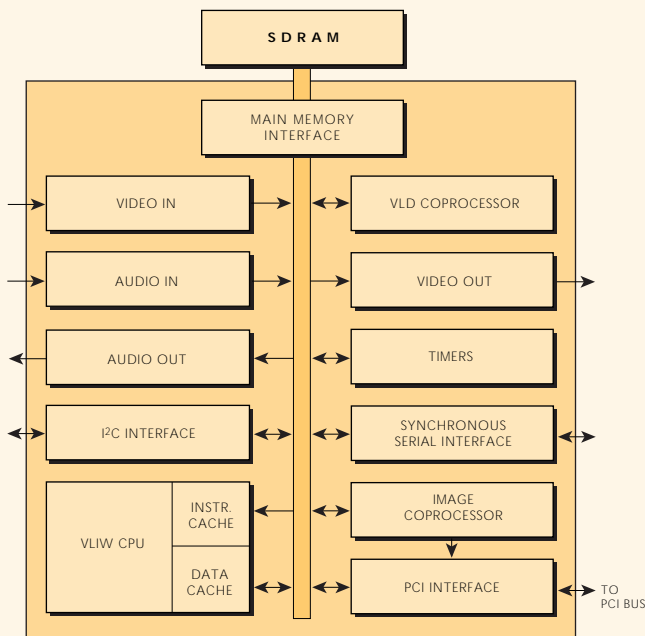 SDRAM
MAIN MEMORY
INTERFACE
VIDEO IN
VLD COPROCESSOR
AUDIO IN
VIDEO OUT
AUDIO OUT
TIMERS
I²C INTERFACE
SYNCHRONOUS
SERIAL INTERFACE
VLIW CPU
INSTR.
CACHE
DATA
CACHE
IMAGE
COPROCESSOR
PCI INTERFACE
TO
PCI BUS